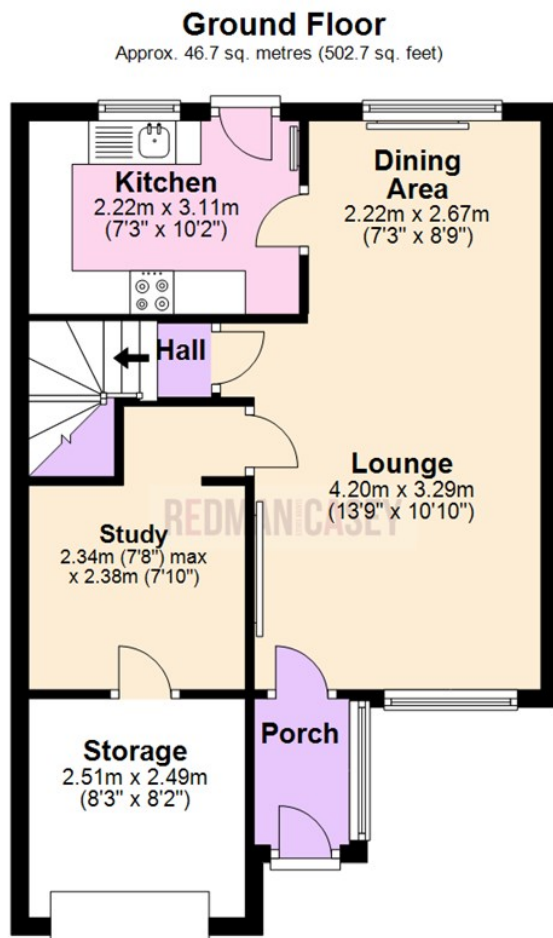 Ground Floor
Approx. 46.7 sq. metres (502.7 sq. feet)
Kitchen
2.22m x 3.11m
(7'3" x 10'2")
Dining
Area
2.22m x 2.67m
(7'3" x 8'9")
Hall
Lounge
4.20m x 3.29m
(13'9" x 10'10")
REDMAN CASEY
Study
2.34m (7'8") max
x 2.38m (7'10")
Storage
2.51m x 2.49m
(8'3" x 8'2")
Porch